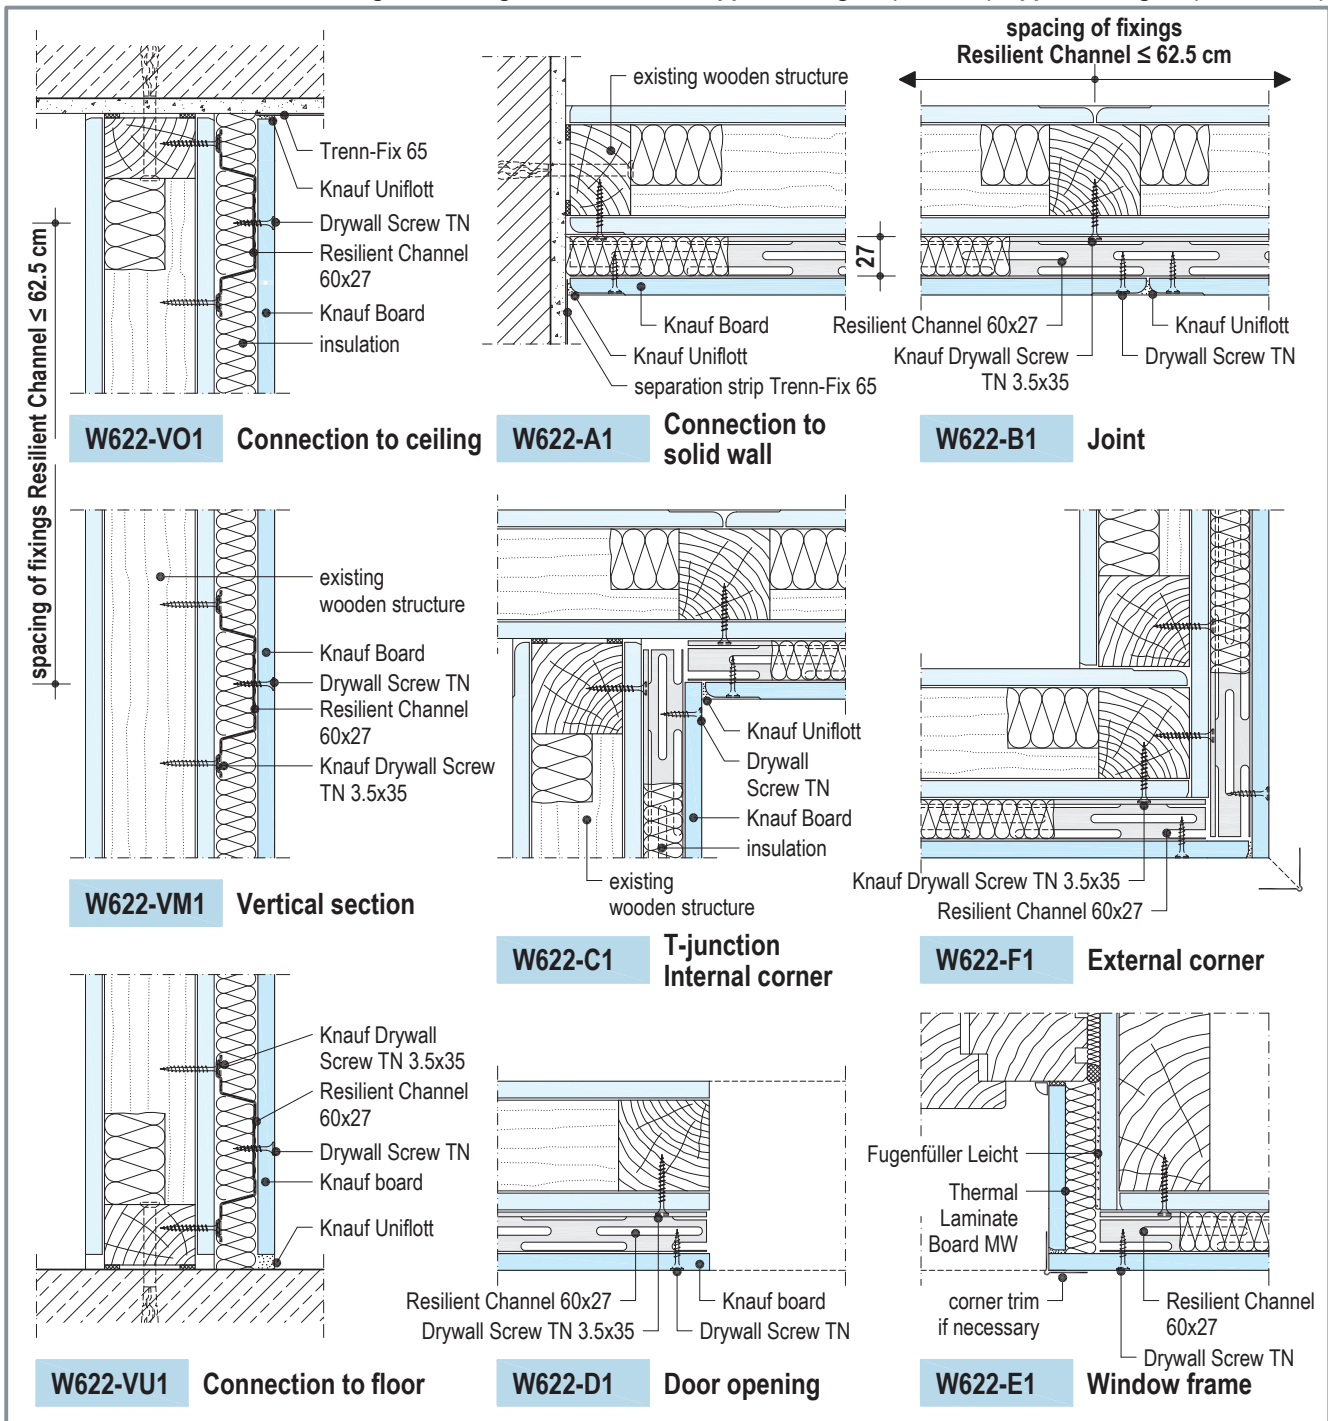 spacing of fixings
Resilient Channel ≤ 62.5 cm
spacing of fixings Resilient Channel ≤ 62.5 cm
Trenn-Fix 65
Knauf Uniflott
Drywall Screw TN
Resilient Channel
60x27
Knauf Board
insulation
W622-VO1 Connection to ceiling
existing wooden structure
27
Knauf Board
Knauf Uniflott
separation strip Trenn-Fix 65
W622-A1 Connection to
solid wall
Resilient Channel 60x27
Knauf Uniflott
Knauf Drywall Screw
TN 3.5x35
Drywall Screw TN
W622-B1 Joint
existing
wooden structure
Knauf Board
Drywall Screw TN
Resilient Channel
60x27
Knauf Drywall Screw
TN 3.5x35
W622-VM1 Vertical section
Knauf Uniflott
Drywall
Screw TN
Knauf Board
insulation
existing
wooden structure
W622-C1 T-junction
Internal corner
Knauf Drywall Screw TN 3.5x35
Resilient Channel 60x27
W622-F1 External corner
Knauf Drywall
Screw TN 3.5x35
Resilient Channel
60x27
Drywall Screw TN
Knauf board
Knauf Uniflott
W622-VU1 Connection to floor
Resilient Channel 60x27
Knauf board
Drywall Screw TN 3.5x35
Drywall Screw TN
W622-D1 Door opening
Fugenfüller Leicht
Thermal
Laminate
Board MW
corner trim
if necessary
Resilient Channel
60x27
Drywall Screw TN
W622-E1 Window frame